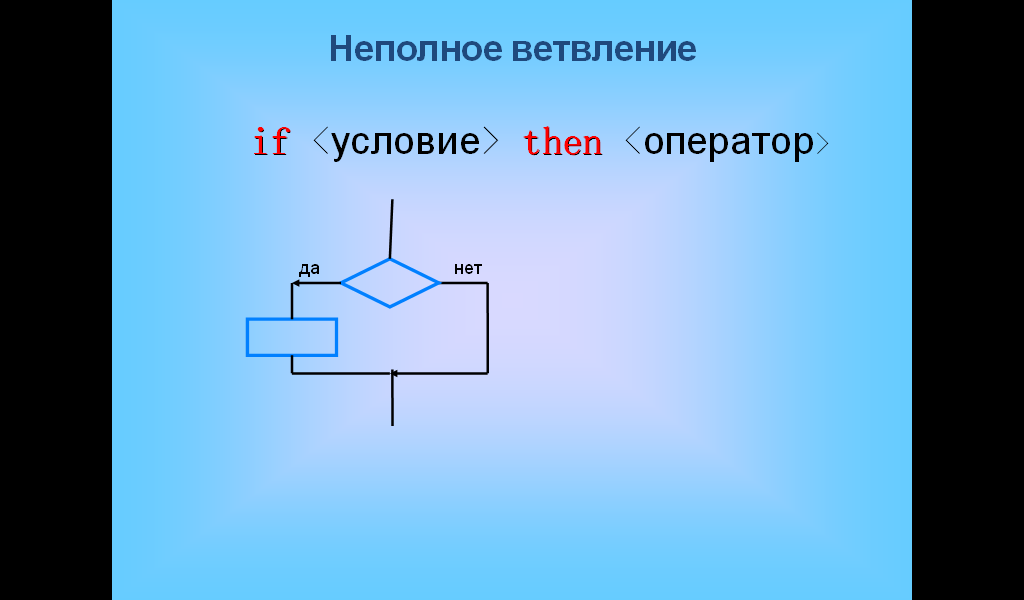 Неполное ветвление
if <условие> then <оператор>
да нет